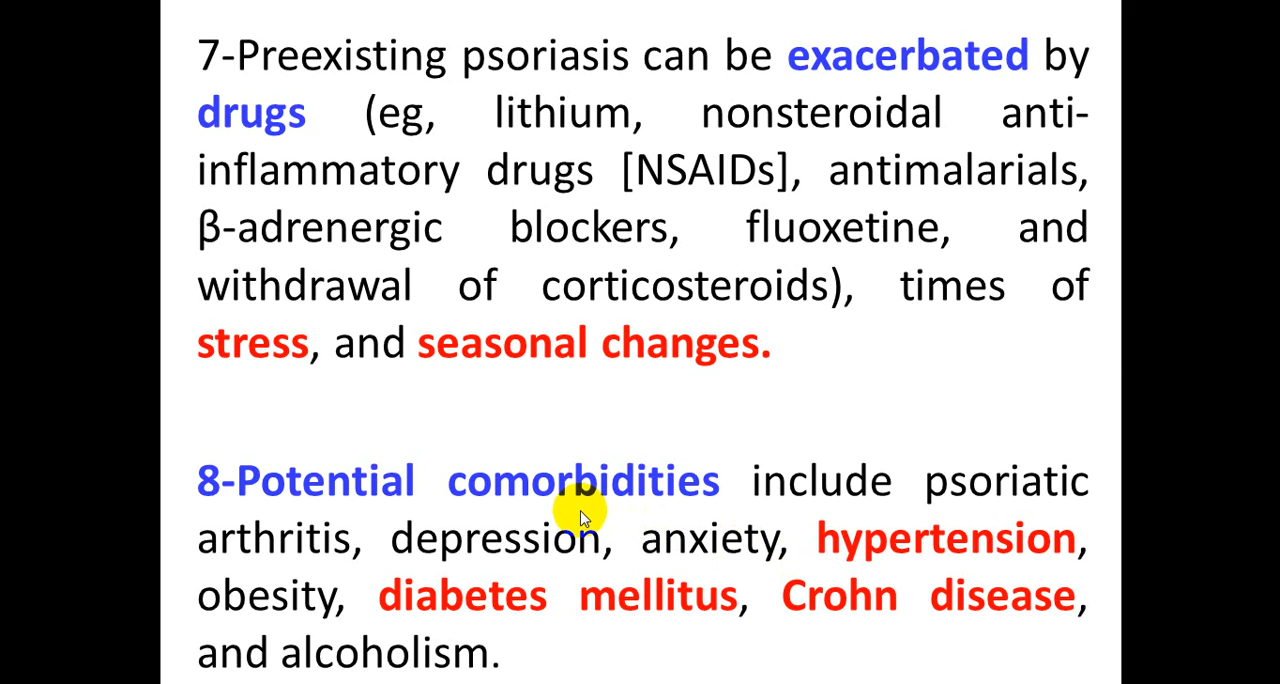 7-Preexisting psoriasis can be exacerbated by
drugs (eg, lithium, nonsteroidal anti-
inflammatory drugs [NSAIDs], antimalarials,
β-adrenergic blockers, fluoxetine, and
withdrawal of corticosteroids), times of
stress, and seasonal changes.
8-Potential comorbidities include psoriatic
arthritis, depression, anxiety, hypertension,
obesity, diabetes mellitus, Crohn disease,
and alcoholism.